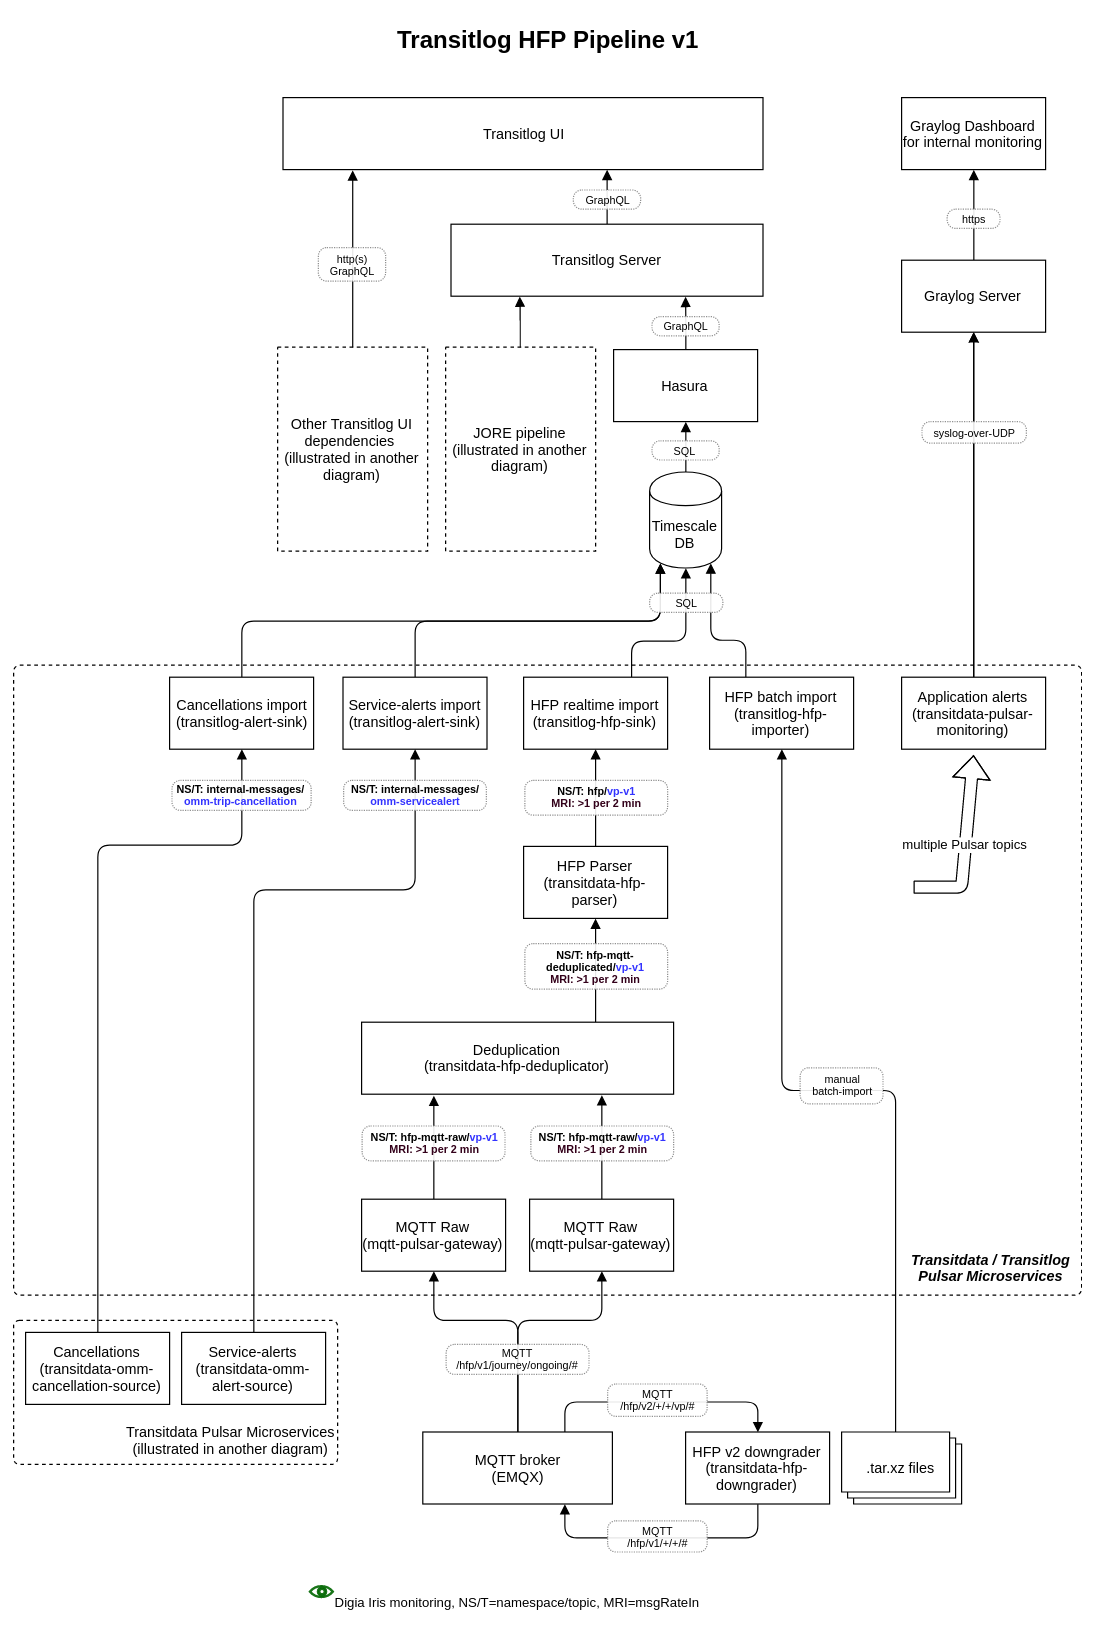 Transitlog HFP Pipeline v1
Transitlog UI
Graylog Dashboard
for internal monitoring
GraphQL
https
http(s)
GraphQL
Transitlog Server
Graylog Server
GraphQL
Hasura
Other Transitlog UI
dependencies
(illustrated in another
diagram)
JORE pipeline
(illustrated in another
diagram)
SQL
syslog-over-UDP
Timescale
DB
SQL
Cancellations import
(transitlog-alert-sink)
Service-alerts import
(transitlog-alert-sink)
HFP realtime import
(transitlog-hfp-sink)
HFP batch import
(transitlog-hfp-
importer)
Application alerts
(transitdata-pulsar-
monitoring)
NS/T: internal-messages/
omm-trip-cancellation
NS/T: internal-messages/
omm-servicealert
NS/T: hfp/vp-v1
MRI: >1 per 2 min
multiple Pulsar topics
HFP Parser
(transitdata-hfp-
parser)
NS/T: hfp-mqtt-
deduplicated/vp-v1
MRI: >1 per 2 min
Deduplication
(transitdata-hfp-deduplicator)
manual
batch-import
NS/T: hfp-mqtt-raw/vp-v1
MRI: >1 per 2 min
NS/T: hfp-mqtt-raw/vp-v1
MRI: >1 per 2 min
MQTT Raw
(mqtt-pulsar-gateway)
MQTT Raw
(mqtt-pulsar-gateway)
Transitdata / Transitlog
Pulsar Microservices
Cancellations
(transitdata-omm-
cancellation-source)
Service-alerts
(transitdata-omm-
alert-source)
Transitdata Pulsar Microservices
(illustrated in another diagram)
MQTT
/hfp/v1/journey/ongoing/#
MQTT
/hfp/v2/+/+/vp/#
MQTT broker
(EMQX)
HFP v2 downgrader
(transitdata-hfp-
downgrader)
.tar.xz files
MQTT
/hfp/v1/+/+/#
Digia Iris monitoring, NS/T=namespace/topic, MRI=msgRateIn